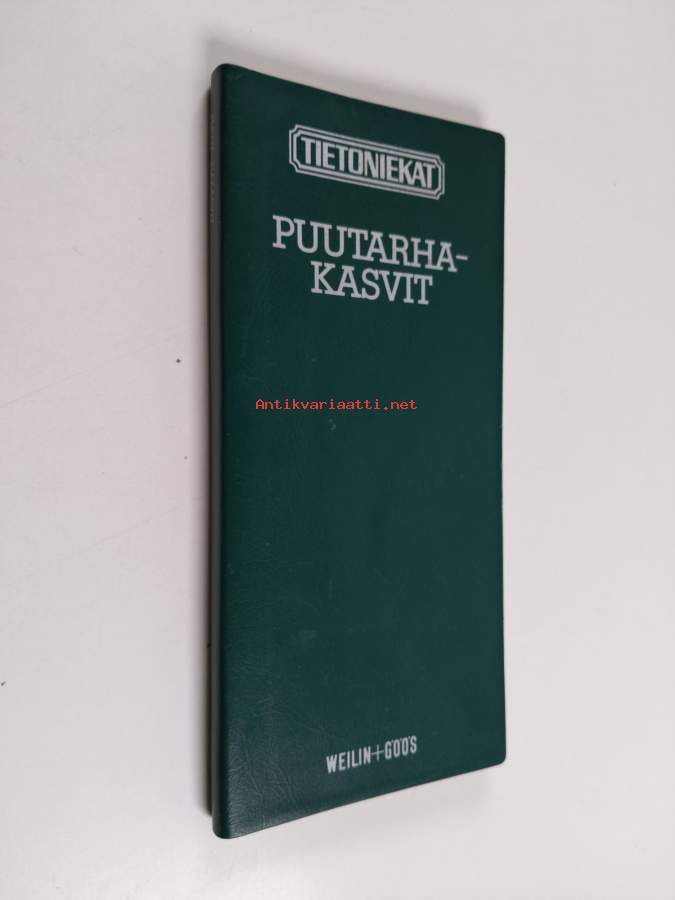 TIETONIEKAT
PUUTARHA-
KASVIT
Antikvariaatti.net
WEILIN+GÖÖS